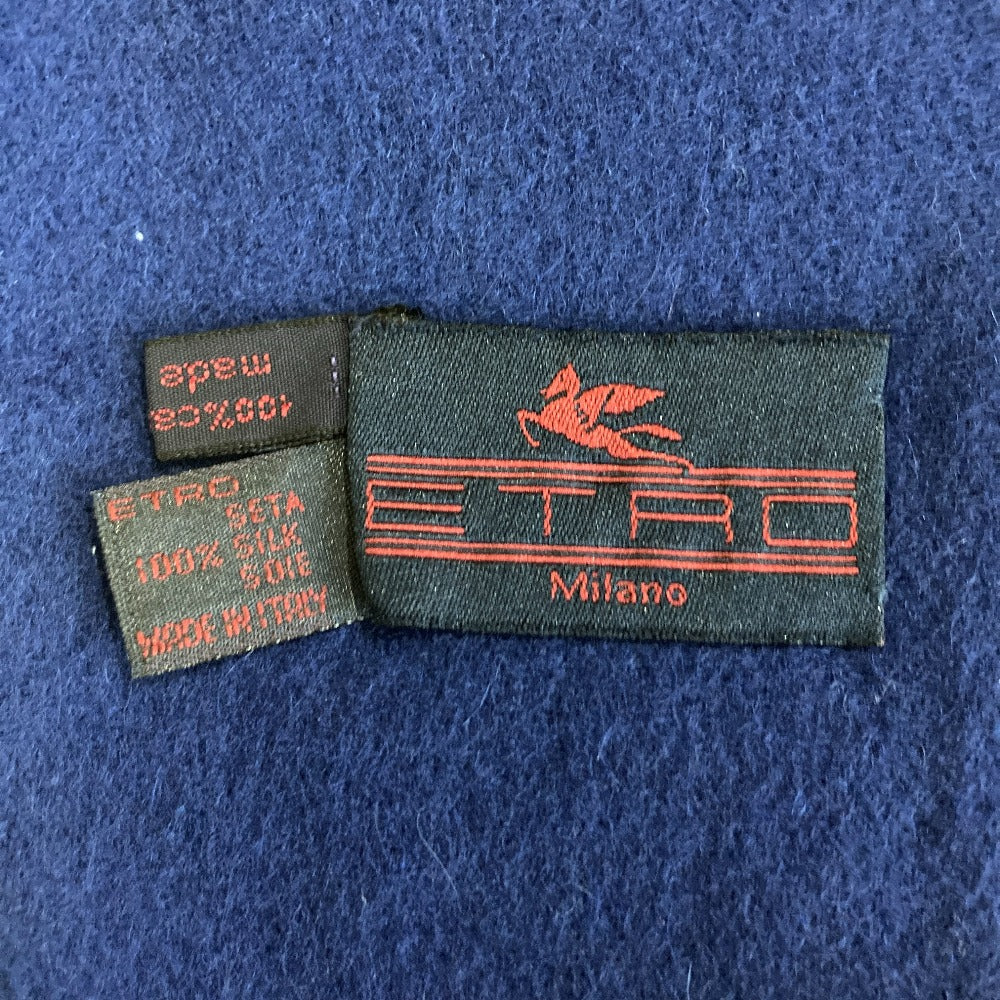 ETRO
Milano
ETRO
SETA
100% SILK
SOIE
MADE IN ITALY
100%ca
made